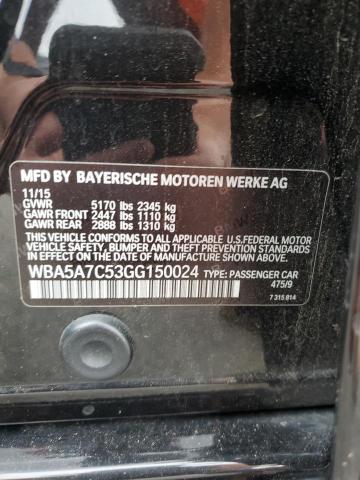 MFD BY BAYERISCHE MOTOREN WERKE AG
11/15
GVWR 5170 lbs 2345 kg
GAWR FRONT 2447 lbs 1110 kg
GAWR REAR 2888 lbs 1310 kg
THIS VEHICLE CONFORMS TO ALL APPLICABLE U.S.FEDERAL MOTOR
VEHICLE SAFETY, BUMPER, AND THEFT PREVENTION STANDARDS
IN EFFECT ON THE DATE OF MANUFACTURE SHOWN ABOVE.
WBA5A7C53GG150024 TYPE: PASSENGER CAR
475/9
7 315 814